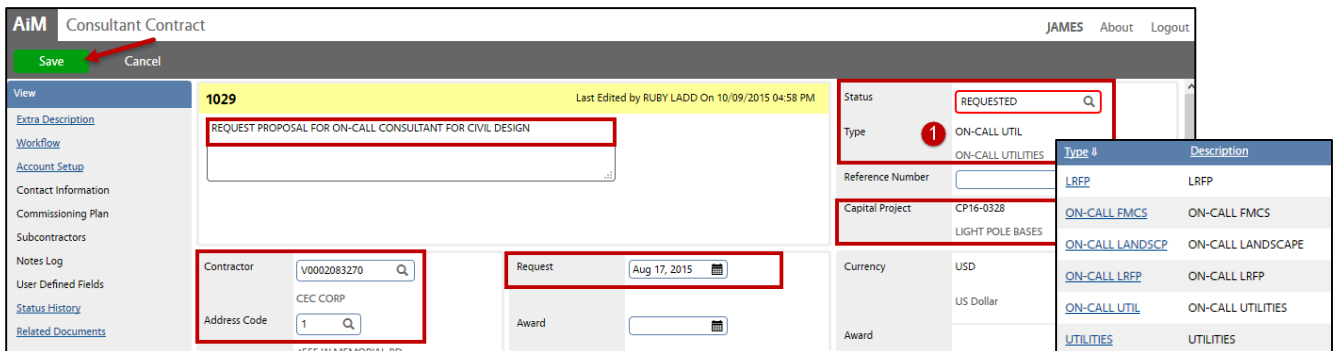 AiM Consultant Contract JAMES About Logout
Save Cancel
View
Extra Description
Workflow
Account Setup
Contact Information
Commissioning Plan
Subcontractors
Notes Log
User Defined Fields
Status History
Related Documents
1029 Last Edited by RUBY LADD On 10/09/2015 04:58 PM
REQUEST PROPOSAL FOR ON-CALL CONSULTANT FOR CIVIL DESIGN
Status REQUESTED
Type 1 ON-CALL UTIL
ON-CALL UTILITIES
Reference Number
Capital Project CP16-0328
LIGHT POLE BASES
Contractor V0002083270
CEC CORP
Address Code 1
Request Aug 17, 2015
Award
Currency USD
US Dollar
Award
Type Description
LRFP LRFP
ON-CALL FMCS ON-CALL FMCS
ON-CALL LANDSCP ON-CALL LANDSCAPE
ON-CALL LRFP ON-CALL LRFP
ON-CALL UTIL ON-CALL UTILITIES
UTILITIES UTILITIES